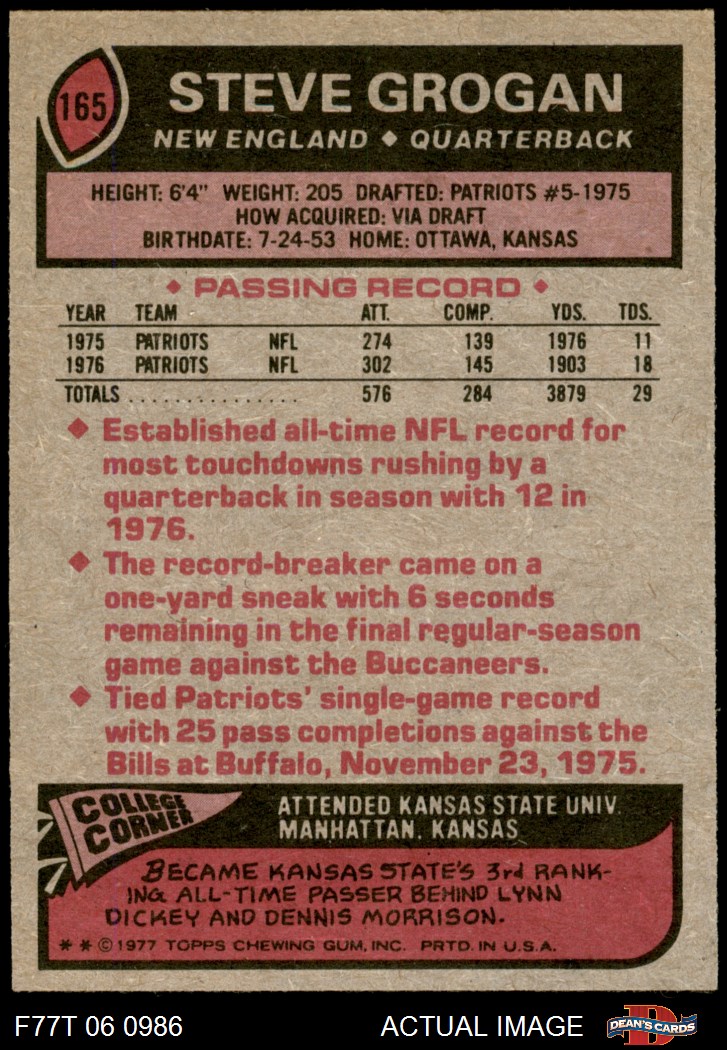 165
STEVE GROGAN
NEW ENGLAND ◆ QUARTERBACK
HEIGHT: 6'4" WEIGHT: 205 DRAFTED: PATRIOTS #5-1975
HOW ACQUIRED: VIA DRAFT
BIRTHDATE: 7-24-53 HOME: OTTAWA, KANSAS
◆ PASSING RECORD ◆
YEAR TEAM ATT. COMP. YDS. TDS.
1975 PATRIOTS NFL 274 139 1976 11
1976 PATRIOTS NFL 302 145 1903 18
TOTALS ................ 576 284 3879 29
◆ Established all-time NFL record for
most touchdowns rushing by a
quarterback in season with 12 in
1976.
◆ The record-breaker came on a
one-yard sneak with 6 seconds
remaining in the final regular-season
game against the Buccaneers.
◆ Tied Patriots' single-game record
with 25 pass completions against the
Bills at Buffalo, November 23, 1975.
COLLEGE
CORNER
ATTENDED KANSAS STATE UNIV.
MANHATTAN, KANSAS
BECAME KANSAS STATE'S 3rd RANK-
ING ALL-TIME PASSER BEHIND LYNN
DICKEY AND DENNIS MORRISON.
** © 1977 TOPPS CHEWING GUM, INC. PRTD. IN U.S.A.
F77T 06 0986 ACTUAL IMAGE
D
DEAN'S CARDS